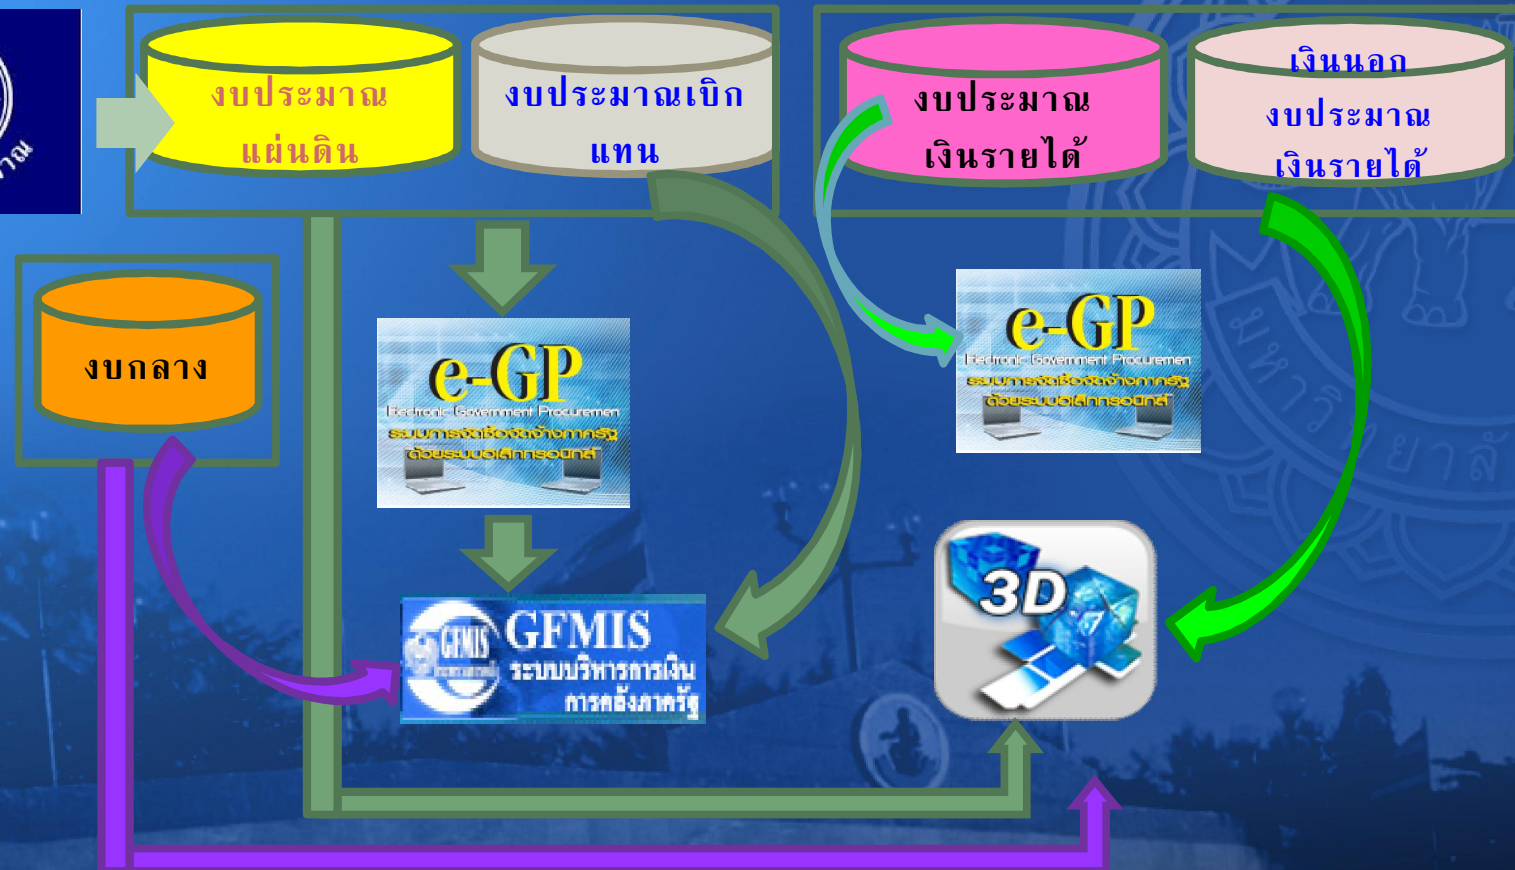 งบประมาณ
แผ่นดิน
งบประมาณเบิก
แทน
งบประมาณ
เงินรายได้
เงินนอก
งบประมาณ
เงินรายได้
งบกลาง
e-GP
Electronic Government Procuremen
ระบบการจัดซื้อจัดจ้างภาครัฐ
ด้วยระบบอิเล็กทรอนิกส์
e-GP
Electronic Government Procuremen
ระบบการจัดซื้อจัดจ้างภาครัฐ
ด้วยระบบอิเล็กทรอนิกส์
3D
GFMIS
GFMIS
ระบบบริหารการเงิน
การคลังภาครัฐ